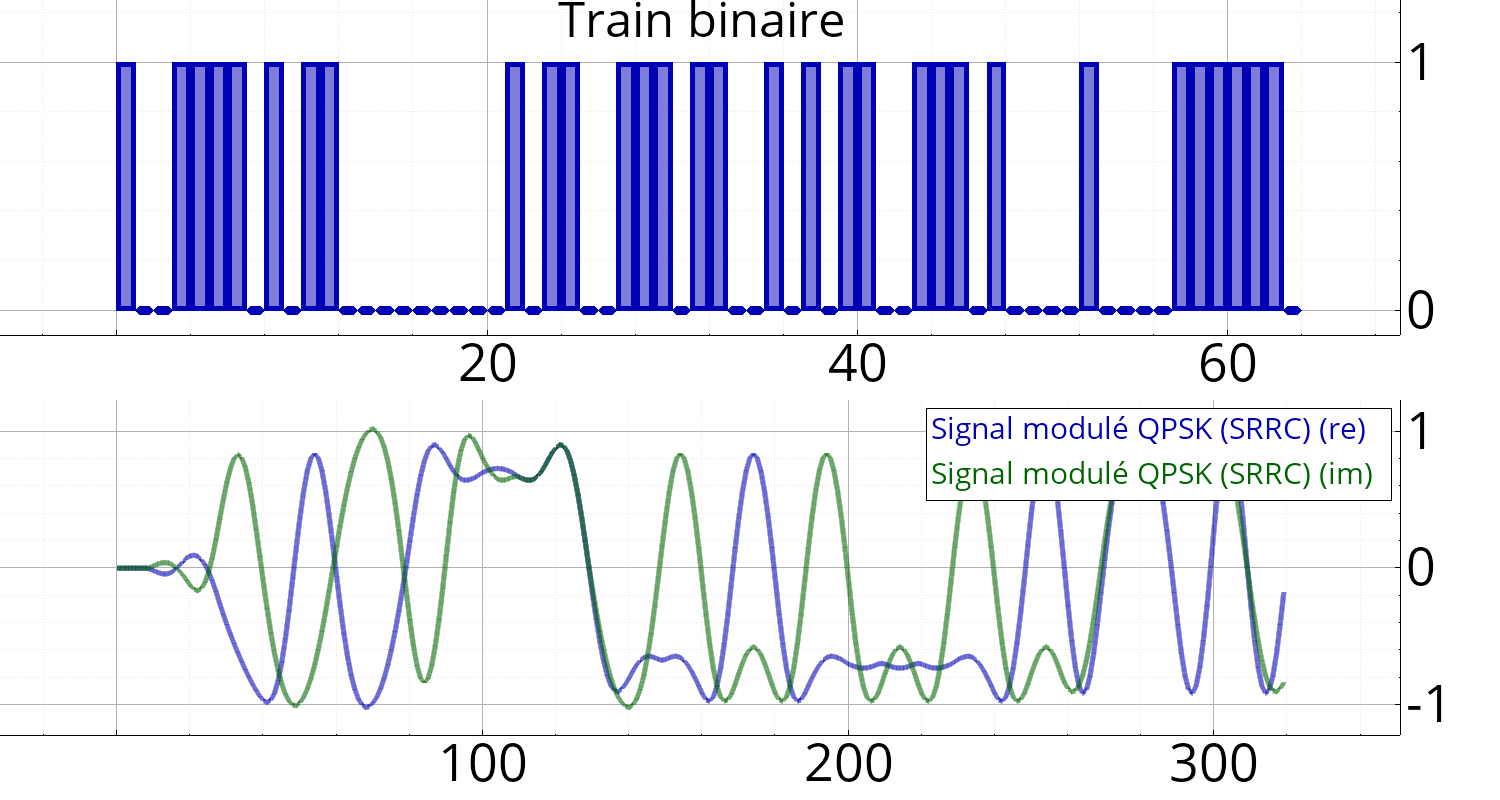 Train binaire
1
0
20 40 60
Signal modulé QPSK (SRRC) (re)
Signal modulé QPSK (SRRC) (im)
1
0
-1
100 200 300